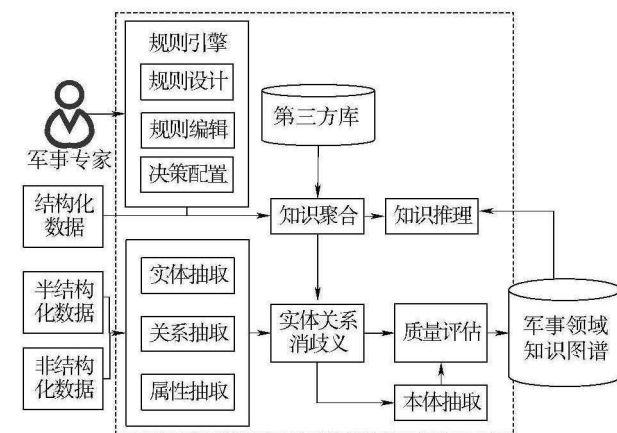 规则引擎
规则设计
规则编辑
决策配置
第三方库
军事专家
结构化
数据
知识聚合
知识推理
半结构
化数据
非结构
化数据
实体抽取
关系抽取
属性抽取
实体关系
消歧义
质量评估
本体抽取
军事领域
知识图谱